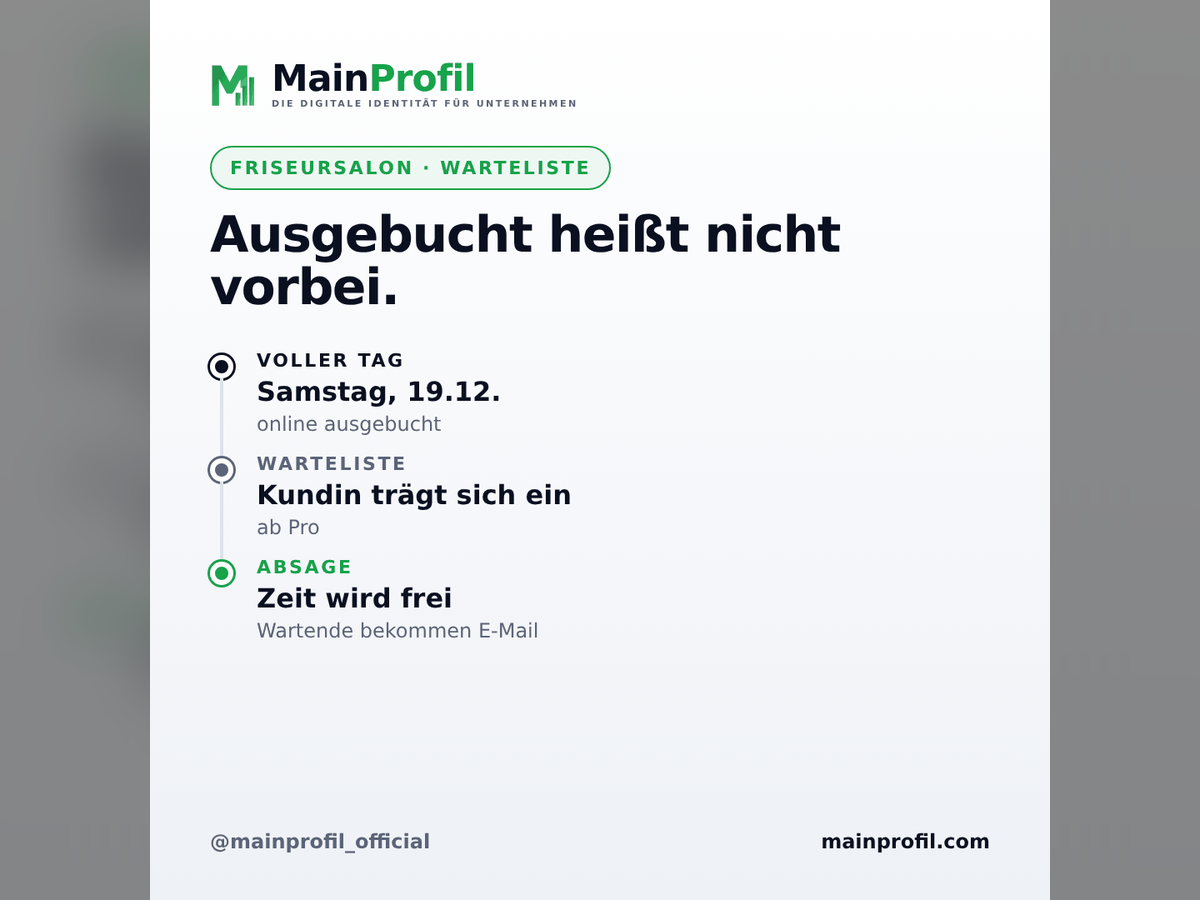 MainProfil
DIE DIGITALE IDENTITÄT FÜR UNTERNEHMEN
FRISEURSALON · WARTELISTE
Ausgebucht heißt nicht
vorbei.
VOLLER TAG
Samstag, 19.12.
online ausgebucht
WARTELISTE
Kundin trägt sich ein
ab Pro
ABSAGE
Zeit wird frei
Wartende bekommen E-Mail
@mainprofil_official
mainprofil.com